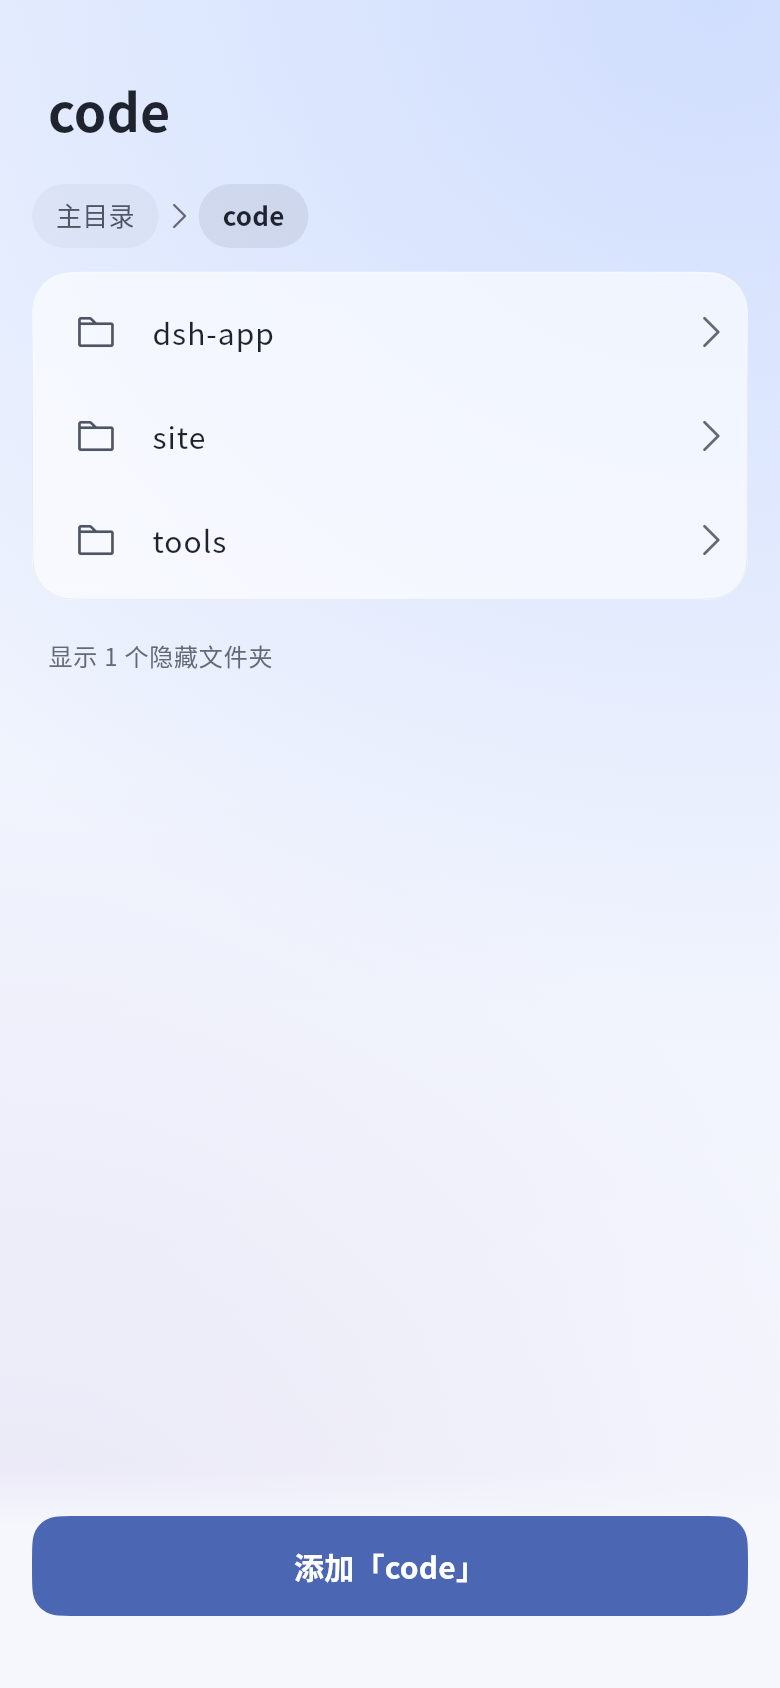 code
主目录 code
dsh-app
site
tools
显示 1 个隐藏文件夹
添加「code」